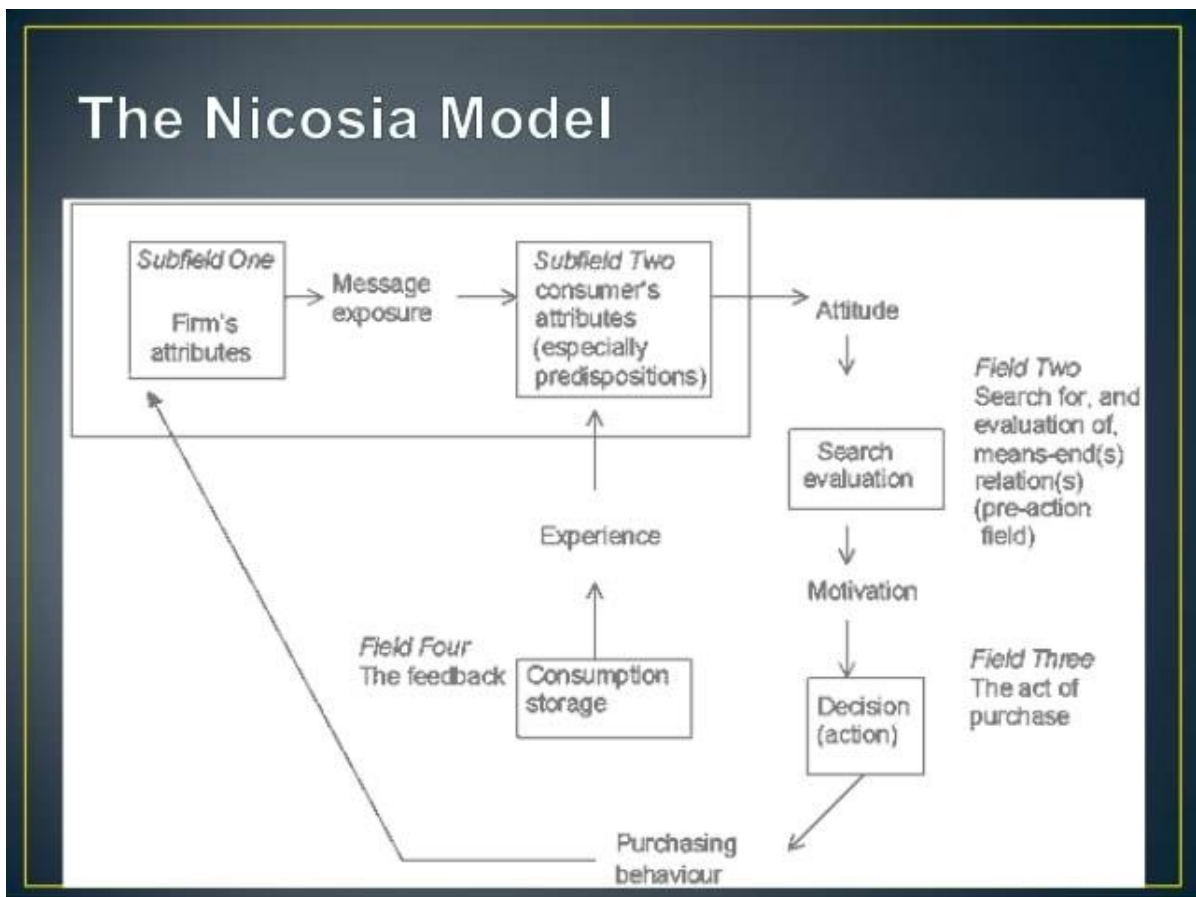 The Nicosia Model
Subfield One
Firm's
attributes
Message
exposure
Subfield Two
consumer's
attributes
(especially
predispositions)
Attitude
Field Two
Search for, and
evaluation of,
means-end(s)
relation(s)
(pre-action
field)
Search
evaluation
Experience
Motivation
Field Four
The feedback
Consumption
storage
Field Three
The act of
purchase
Decision
(action)
Purchasing
behaviour